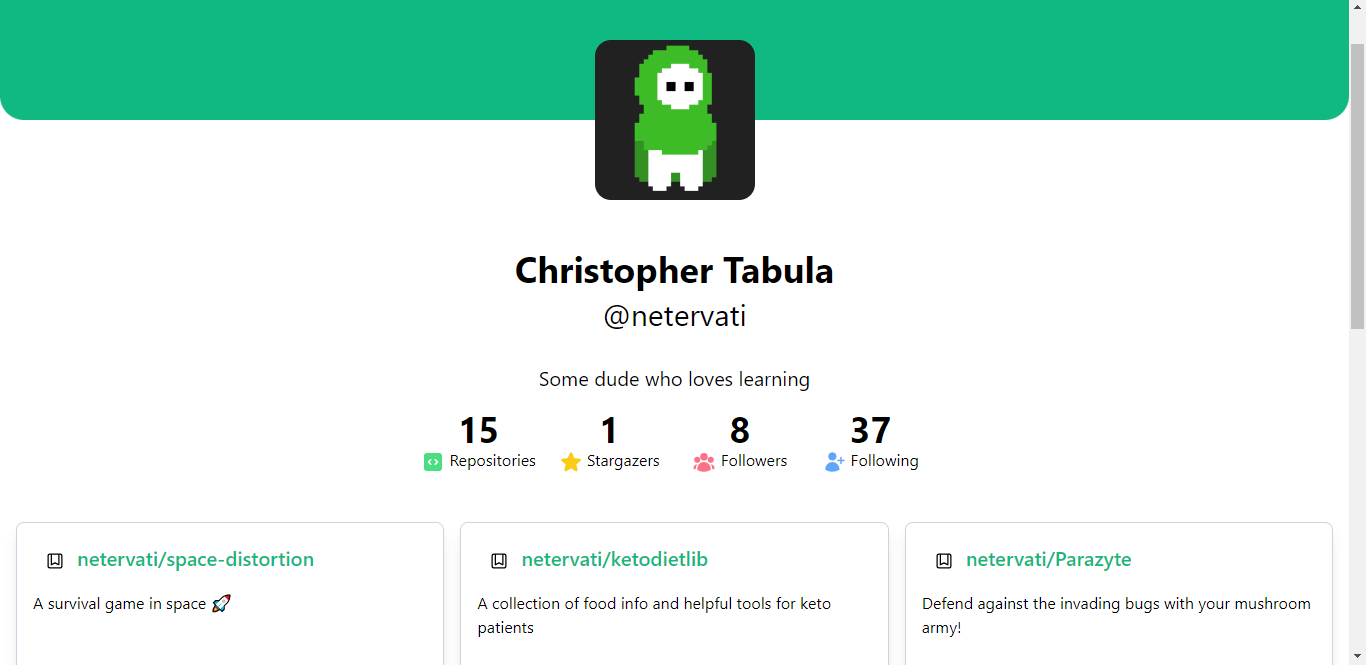 Christopher Tabula
@netervati
Some dude who loves learning
15 1 8 37
Repositories Stargazers Followers Following
netervati/space-distortion
A survival game in space 🚀
netervati/ketodietlib
A collection of food info and helpful tools for keto
patients
netervati/Parazyte
Defend against the invading bugs with your mushroom
army!